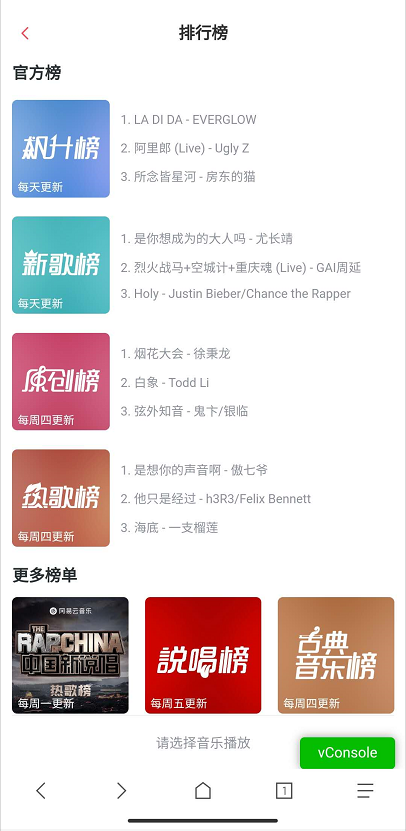 排行榜
官方榜
飙升榜
每天更新
1. LA DI DA - EVERGLOW
2. 阿里郎 (Live) - Ugly Z
3. 所念皆星河 - 房东的猫
新歌榜
每天更新
1. 是你想成为的大人吗 - 尤长靖
2. 烈火战马+空城计+重庆魂 (Live) - GAI周延
3. Holy - Justin Bieber/Chance the Rapper
原创榜
每周四更新
1. 烟花大会 - 徐秉龙
2. 白象 - Todd Li
3. 弦外知音 - 鬼卞/银临
热歌榜
每周四更新
1. 是想你的声音啊 - 傲七爷
2. 他只是经过 - h3R3/Felix Bennett
3. 海底 - 一支榴莲
更多榜单
网易云音乐
THE
RAP OF CHINA
中国新说唱
热歌榜
每周一更新
說唱榜
每周五更新
古典
音乐榜
每周四更新
请选择音乐播放
vConsole
1